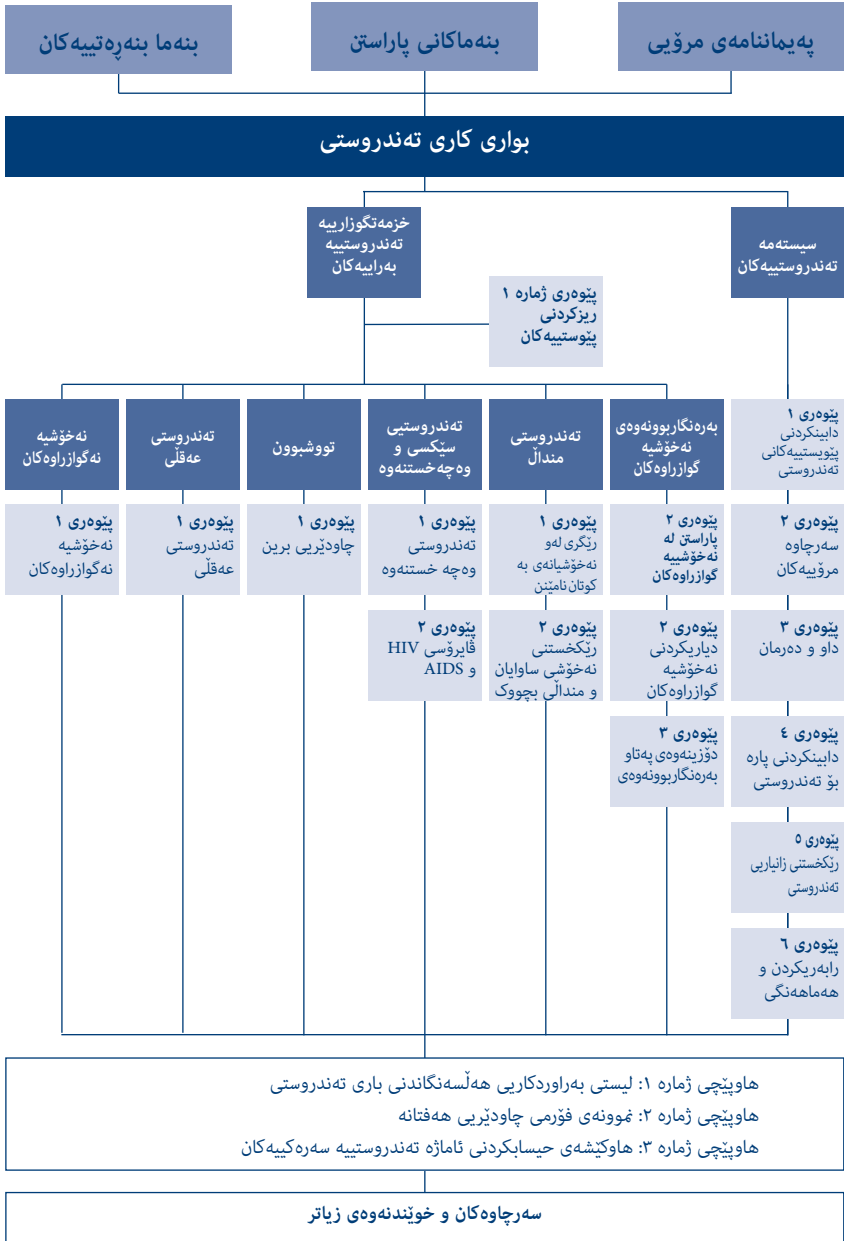 پەیماننامەی مرۆیی
بنەماکانی پاراستن
بنەما بنەڕەتییەکان
بواری کاری تەندروستی
سیستەمە
تەندروستییەکان
خزمەتگوزارییە
تەندروستییە
بەراییەکان
پێوەری ژمارە ١
ریزکردنی
پێوستییەکان
پێوەری ١
دابینکردنی
پێویستییەکانی
تەندروستی
پێوەری ٢
سەرچاوە
مرۆییەکان
پێوەری ٣
داو و دەرمان
پێوەری ٤
دابینکردنی پارە
بۆ تەندروستی
پێوەری ٥
رێکخستنی زانیاریی
تەندروستی
پێوەری ٦
رابەریکردن و
هەماهەنگی
بەرەنگاربوونەوەی
نەخۆشیە
گوازراوەکان
پێوەری ٢
پاراستن لە
نەخۆشییە
گوازراوەکان
پێوەری ٢
دیاریکردنی
نەخۆشیە
گوازراوەکان
پێوەری ٣
دۆزینەوەی پەتاو
بەرەنگاربوونەوەی
تەندروستی
منداڵ
پێوەری ١
رێگری لەو
نەخۆشیانەی بە
کوتان نامێنن
پێوەری ٢
رێکخستنی
نەخۆشی ساوایان
و منداڵی بچووک
تەندروستیی
سێکسی و
وەچەخستنەوە
پێوەری ١
تەندروستی
وەچە خستنەوە
پێوەری ٢
ڤایرۆسی HIV
و AIDS
تووشبوون
پێوەری ١
چاودێریی برین
تەندروستی
عەقڵی
پێوەری ١
تەندروستی
عەقڵی
نەخۆشیە
نەگوازراوەکان
پێوەری ١
نەخۆشیە
نەگوازراوەکان
هاوپێچی ژمارە ١: لیستی بەراوردکاریی هەڵسەنگاندنی باری تەندروستی
هاوپێچی ژمارە ٢: نموونەی فۆرمی چاودێریی هەفتانە
هاوپێچی ژمارە ٣: هاوکێشەی حیسابکردنی ئاماژە تەندروستییە سەرەکییەکان
سەرچاوەکان و خوێندنەوەی زیاتر